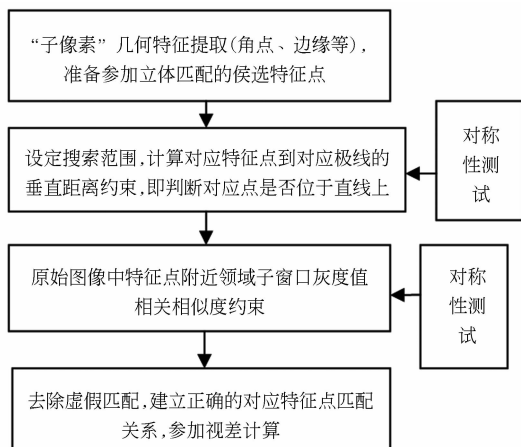 “子像素”几何特征提取(角点、边缘等),
准备参加立体匹配的侯选特征点
设定搜索范围,计算对应特征点到对应极线的
垂直距离约束,即判断对应点是否位于直线上
对称
性测
试
原始图像中特征点附近领域子窗口灰度值
相关相似度约束
对称
性测
试
去除虚假匹配,建立正确的对应特征点匹配
关系,参加视差计算